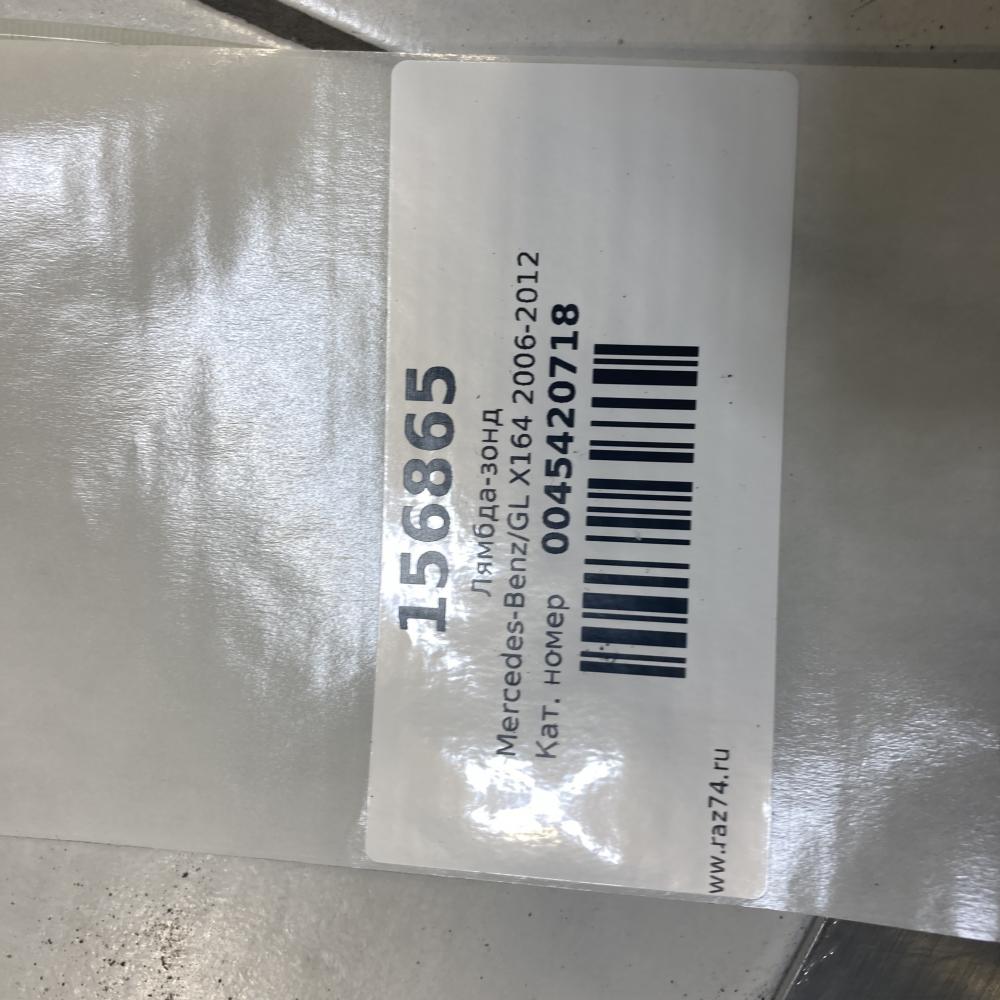 156865
Лямбда-зонд
Mercedes-Benz/GL X164 2006-2012
Кат. номер 0045420718
www.raz74.ru